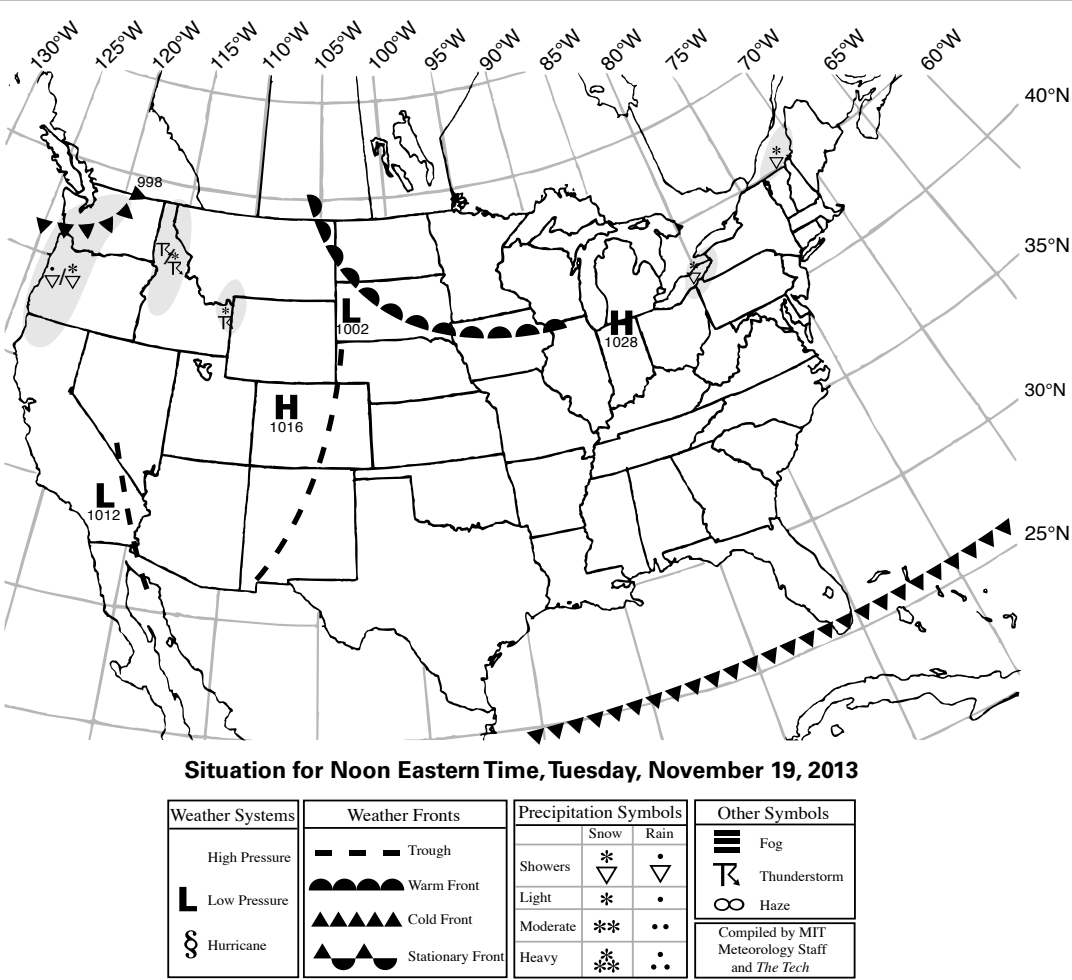 130°W 125°W 120°W 115°W 110°W 105°W 100°W 95°W 90°W 85°W 80°W 75°W 70°W 65°W 60°W
40°N
998
35°N
L
1002
H
1028
30°N
H
1016
L
1012
25°N
Situation for Noon Eastern Time, Tuesday, November 19, 2013
Weather Systems
High Pressure
L Low Pressure
§ Hurricane
Weather Fronts
Trough
Warm Front
Cold Front
Stationary Front
Precipitation Symbols
Snow Rain
Showers
Light
Moderate
Heavy
Other Symbols
Fog
Thunderstorm
Haze
Compiled by MIT
Meteorology Staff
and The Tech